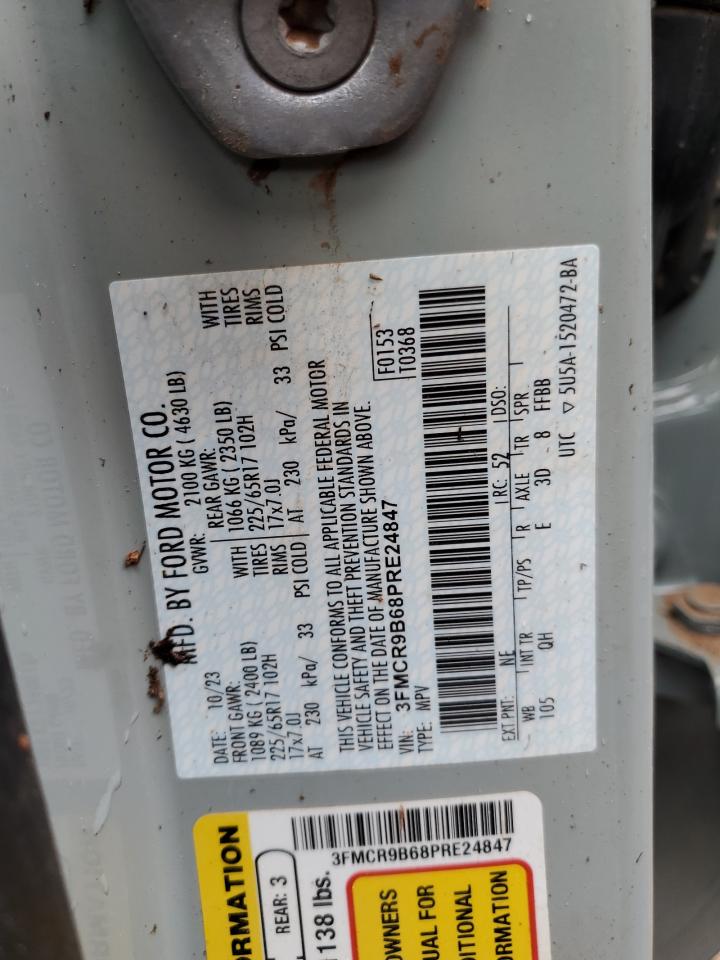 MFD. BY FORD MOTOR CO.
DATE: 10/23
GVWR: 2100 KG ( 4630 LB)
FRONT GAWR:
1089 KG ( 2400 LB)
WITH
225/65R17 102H
TIRES
17x7.0J
RIMS
AT 230 kPa/ 33 PSI COLD
REAR GAWR:
1066 KG ( 2350 LB)
WITH
225/65R17 102H
TIRES
17x7.0J
RIMS
AT 230 kPa/ 33 PSI COLD
THIS VEHICLE CONFORMS TO ALL APPLICABLE FEDERAL MOTOR
VEHICLE SAFETY AND THEFT PREVENTION STANDARDS IN
EFFECT ON THE DATE OF MANUFACTURE SHOWN ABOVE.
VIN: 3FMCR9B68PRE24847
TYPE: MPV
F0153
T0368
EXT PNT: NE RC: 52 DSO:
WB INT TR TP/PS R AXLE TR SPR
105 QH E 3D 8 FFBB
UTC ▽ 5U5A-1520472-BA
ORMATION
REAR: 3
138 lbs.
3FMCR9B68PRE24847
OWNERS
UAL FOR
DITIONAL
ORMATION